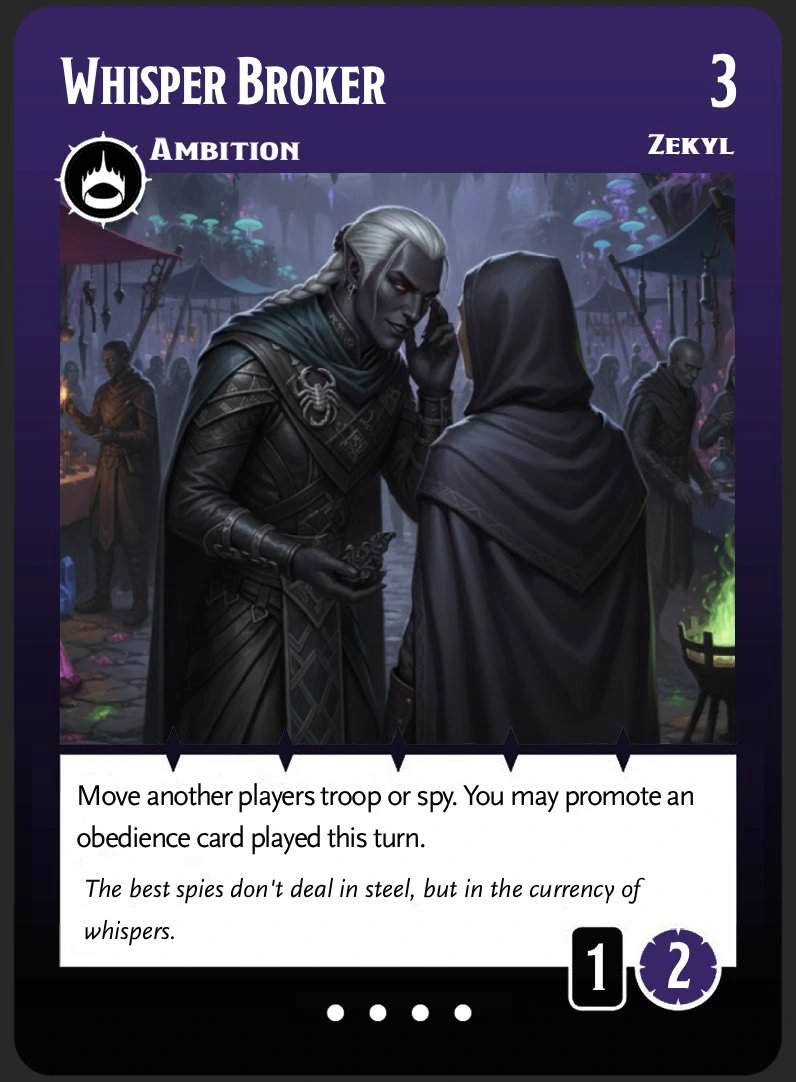 Whisper Broker 3
Ambition Zekyl
Move another players troop or spy. You may promote an
obedience card played this turn.
The best spies don't deal in steel, but in the currency of
whispers.
1 2